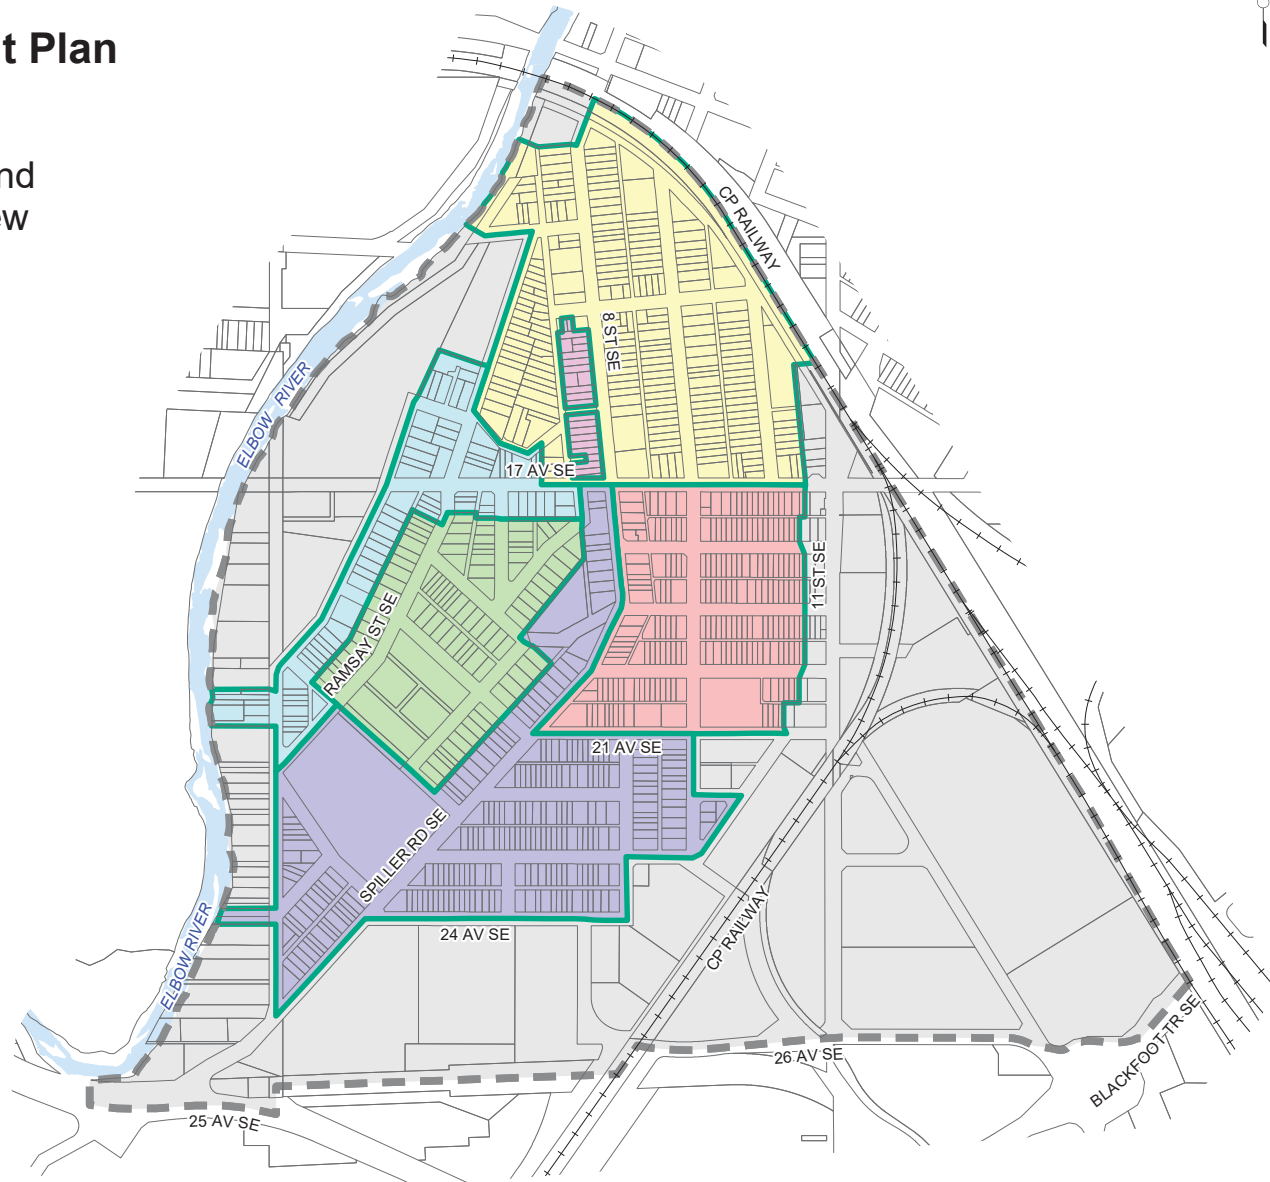 t Plan
nd
ew
CP RAILWAY
8 ST SE
ELBOW RIVER
17 AV SE
11 ST SE
RAMSAY ST SE
21 AV SE
SPILLER RD SE
CP RAILWAY
24 AV SE
ELBOW RIVER
26 AV SE
BLACKFOOT TR SE
25 AV SE